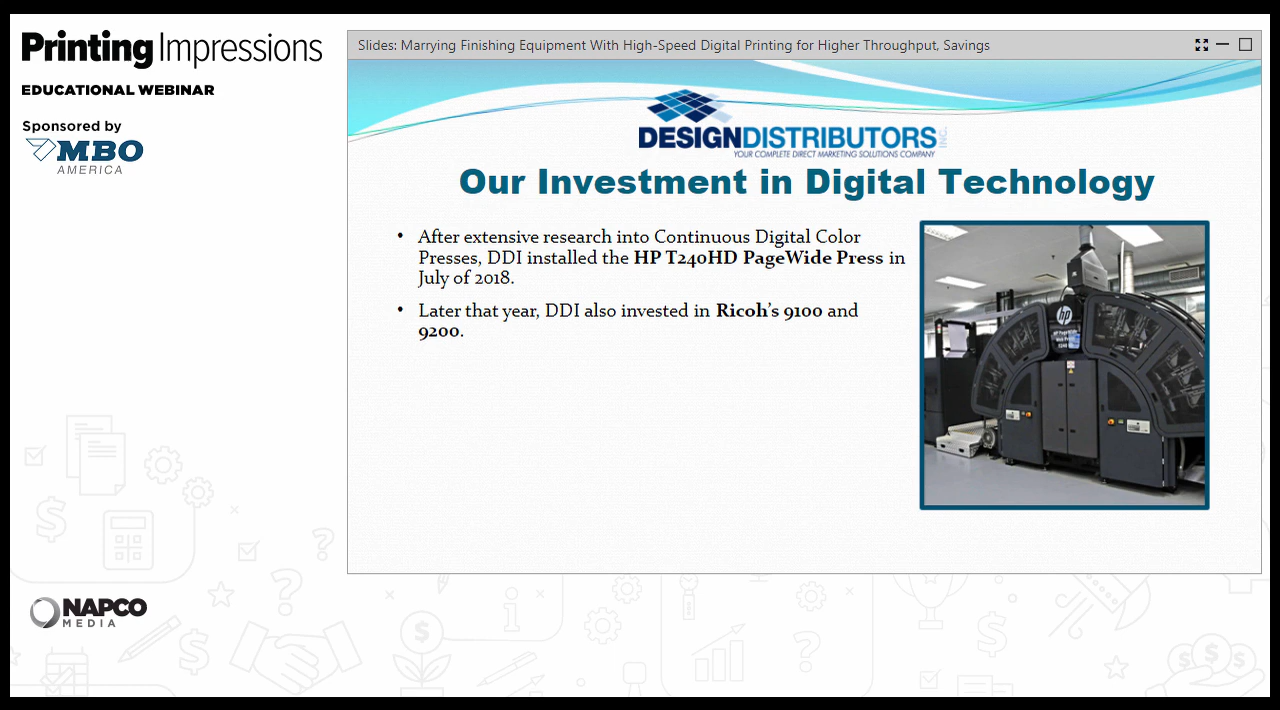 Printing Impressions
EDUCATIONAL WEBINAR
Sponsored by
MBO
AMERICA
Slides: Marrying Finishing Equipment With High-Speed Digital Printing for Higher Throughput, Savings
DESIGNDISTRIBUTORS INC.
YOUR COMPLETE DIRECT MARKETING SOLUTIONS COMPANY
Our Investment in Digital Technology
• After extensive research into Continuous Digital Color
Presses, DDI installed the HP T240HD PageWide Press in
July of 2018.
• Later that year, DDI also invested in Ricoh's 9100 and
9200.
hp
NAPCO
MEDIA